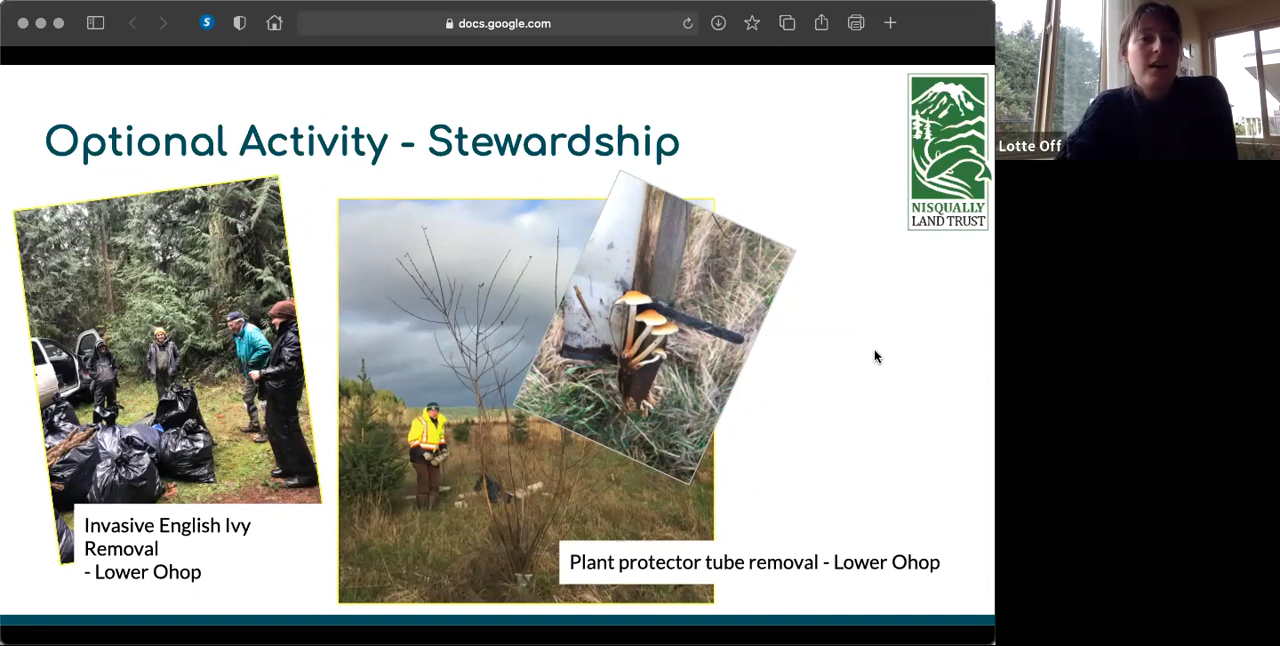 docs.google.com
Optional Activity - Stewardship
NISQUALLY
LAND TRUST
Lotte Off
Invasive English Ivy
Removal
- Lower Ohop
Plant protector tube removal - Lower Ohop